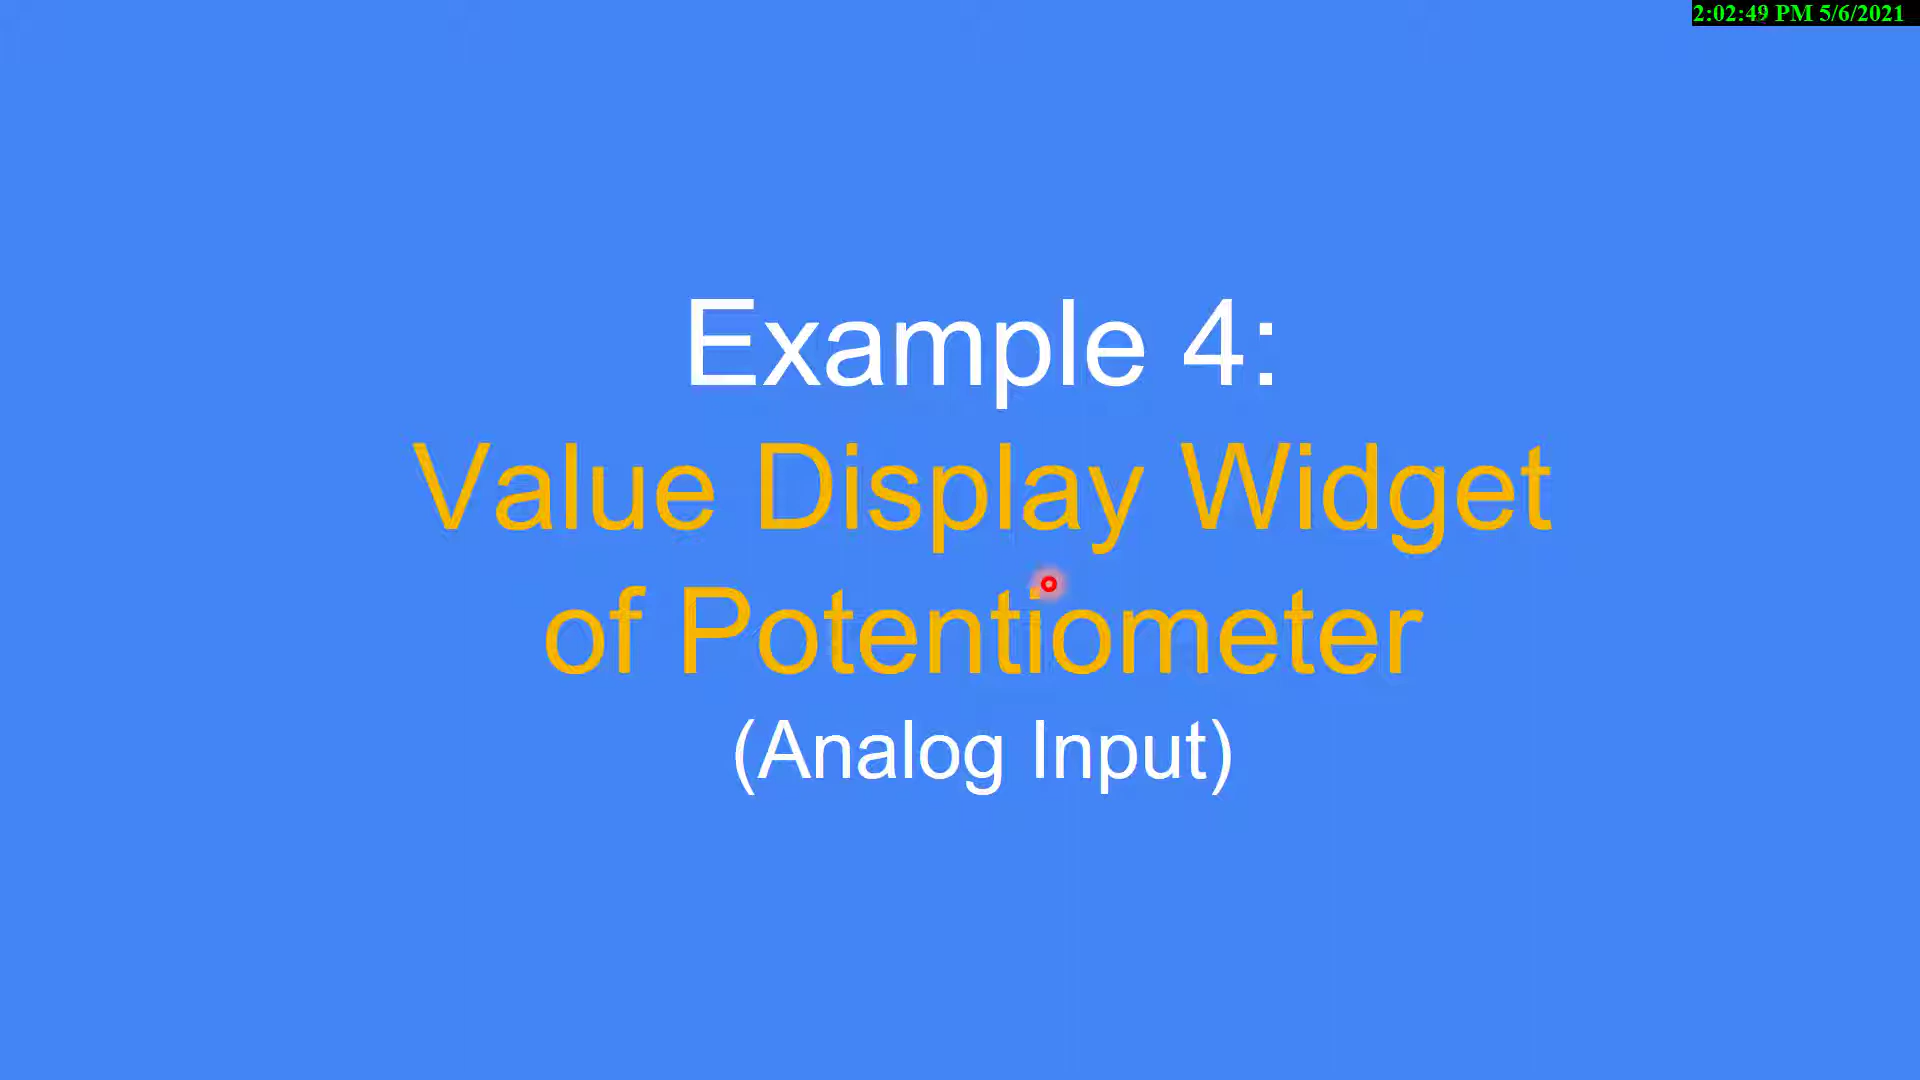 2:02:49 PM 5/6/2021
Example 4:
Value Display Widget
of Potentiometer
(Analog Input)